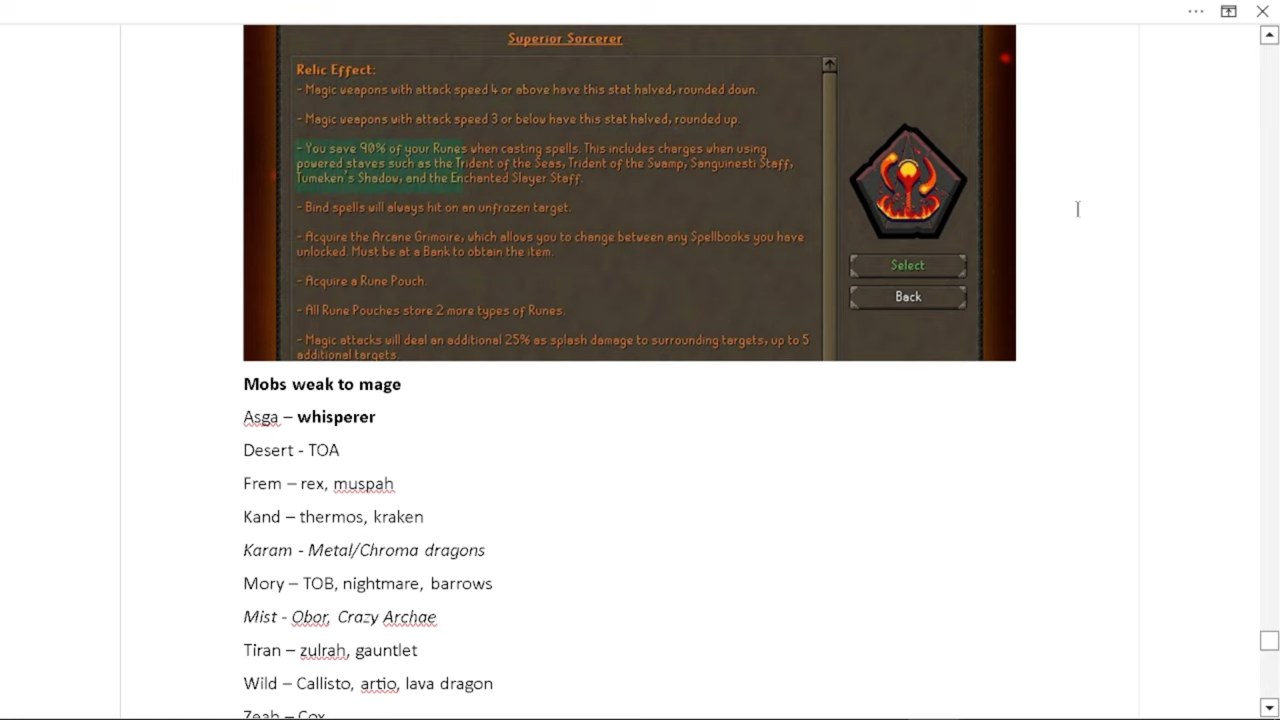 Superior Sorcerer
Relic Effect:
- Magic weapons with attack speed 4 or above have this stat halved, rounded down.
- Magic weapons with attack speed 3 or below have this stat halved, rounded up.
- You save 90% of your Runes when casting spells. This includes charges when using
powered staves such as the Trident of the Seas, Trident of the Swamp, Sanguinesti Staff,
Tumeken's Shadow, and the Enchanted Slayer Staff.
- Bind spells will always hit on an unfrozen target.
- Acquire the Arcane Grimoire, which allows you to change between any Spellbooks you have
unlocked. Must be at a Bank to obtain the item.
- Acquire a Rune Pouch.
- All Rune Pouches store 2 more types of Runes.
- Magic attacks will deal an additional 25% as splash damage to surrounding targets, up to 5
additional targets.
Select
Back
Mobs weak to mage
Asga – whisperer
Desert - TOA
Frem – rex, muspah
Kand – thermos, kraken
Karam - Metal/Chroma dragons
Mory – TOB, nightmare, barrows
Mist - Obor, Crazy Archae
Tiran – zulrah, gauntlet
Wild – Callisto, artio, lava dragon
Zeah – Cox